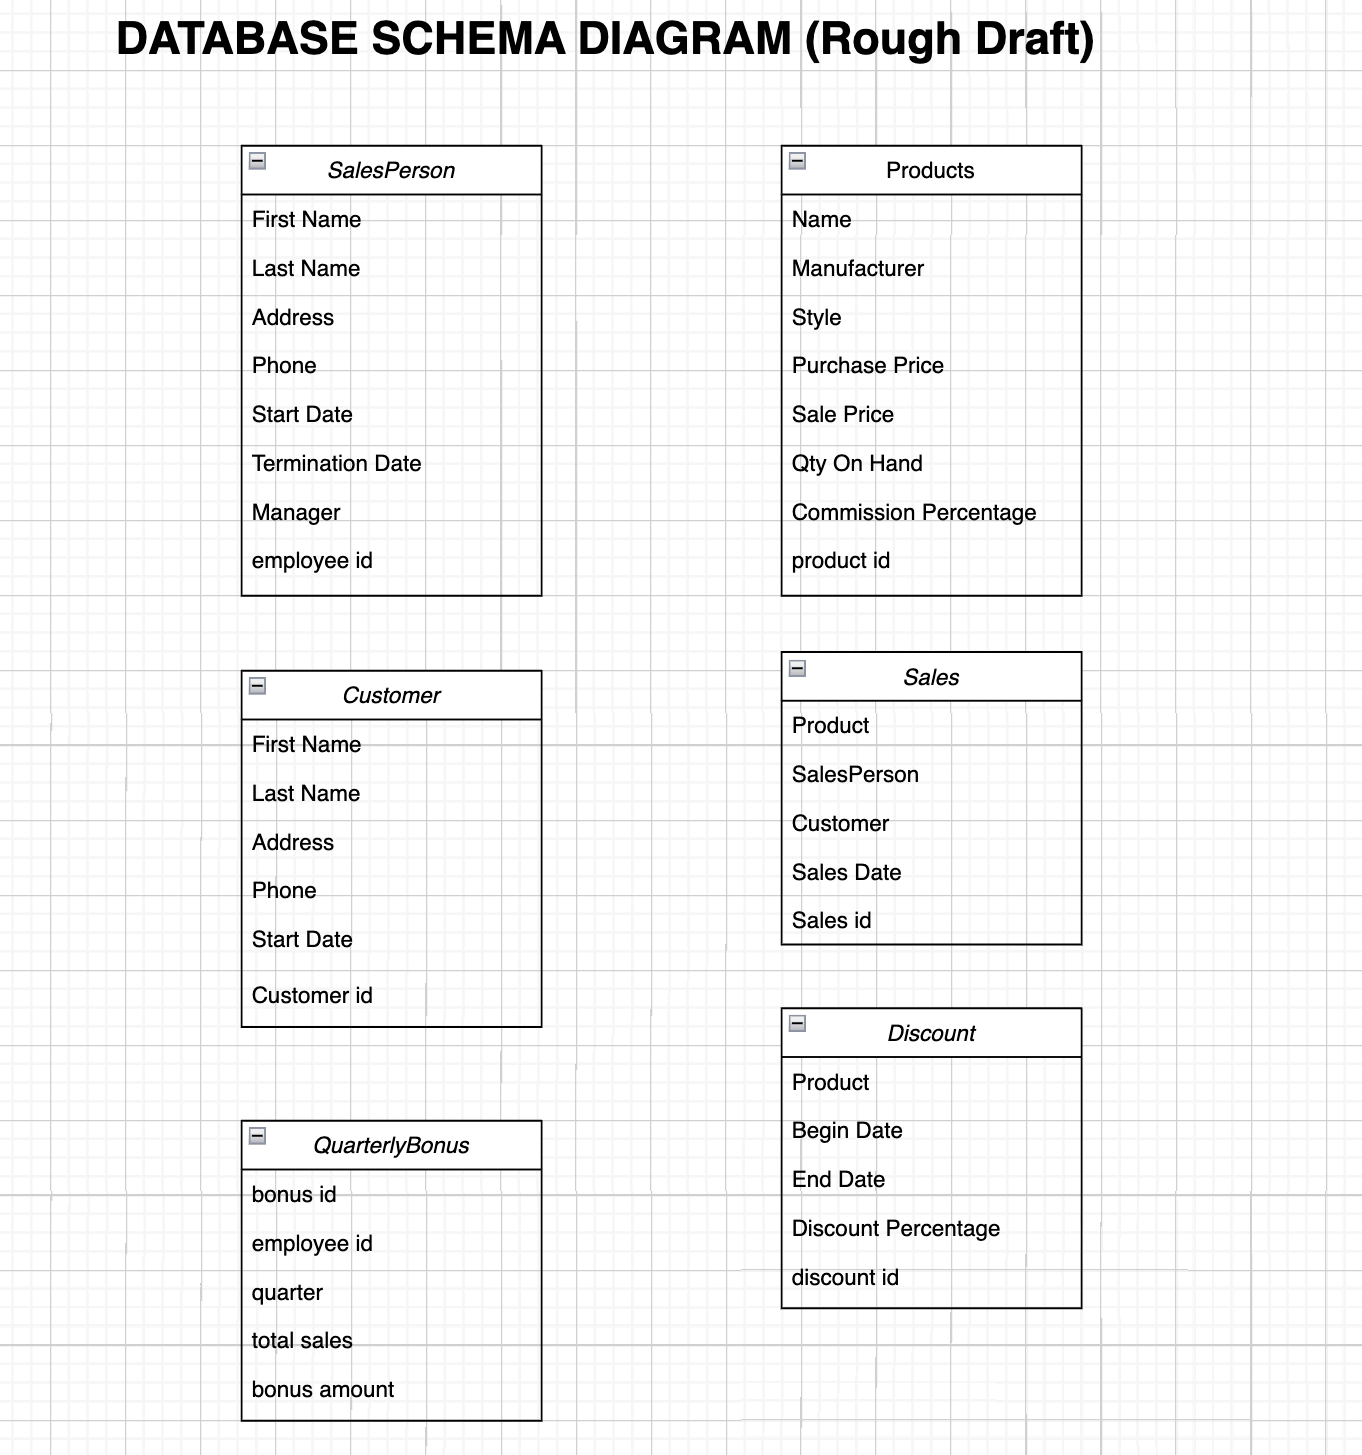 DATABASE SCHEMA DIAGRAM (Rough Draft)
SalesPerson
First Name
Last Name
Address
Phone
Start Date
Termination Date
Manager
employee id
Products
Name
Manufacturer
Style
Purchase Price
Sale Price
Qty On Hand
Commission Percentage
product id
Customer
First Name
Last Name
Address
Phone
Start Date
Customer id
Sales
Product
SalesPerson
Customer
Sales Date
Sales id
QuarterlyBonus
bonus id
employee id
quarter
total sales
bonus amount
Discount
Product
Begin Date
End Date
Discount Percentage
discount id